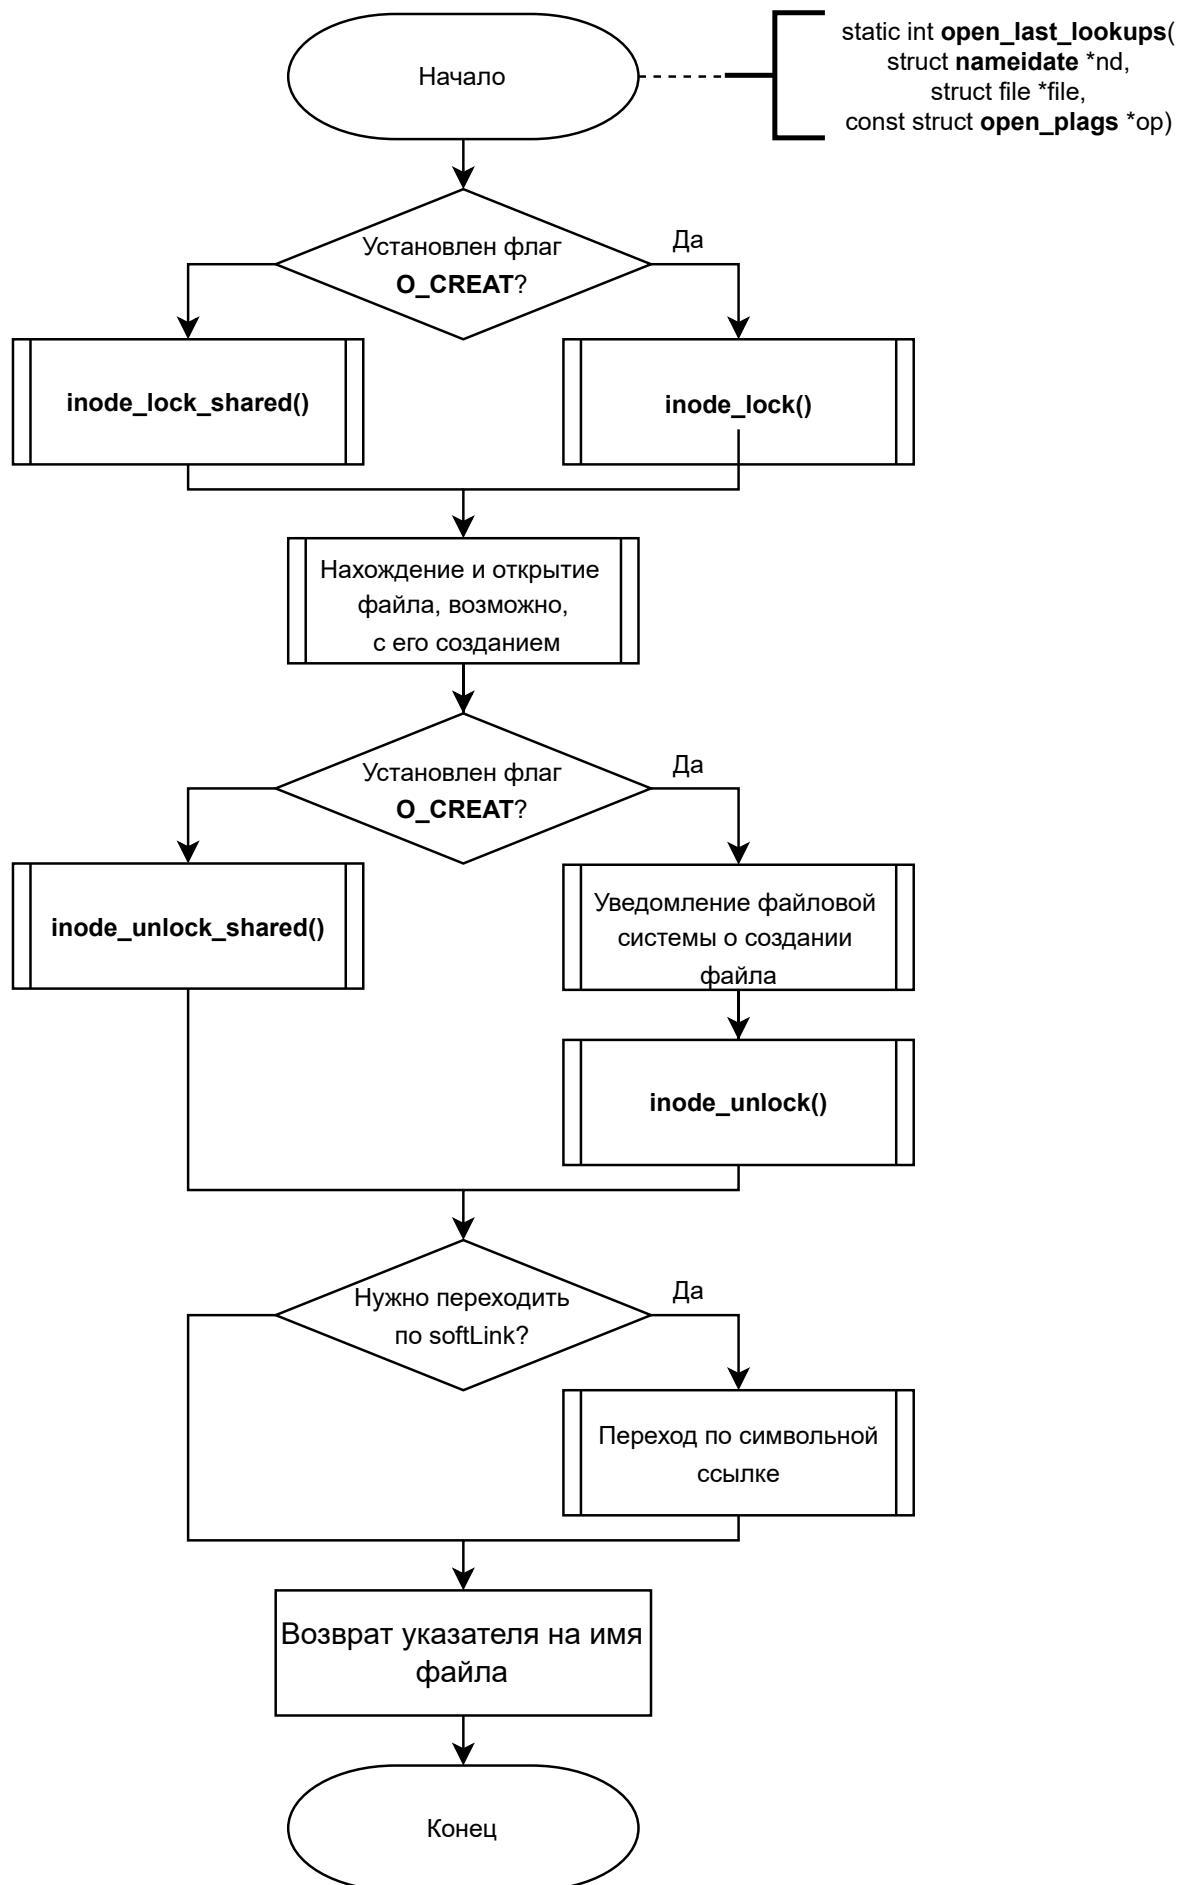 Начало
static int open_last_lookups(
struct nameidate *nd,
struct file *file,
const struct open_plags *op)
Установлен флаг
O_CREAT?
Да
inode_lock_shared()
inode_lock()
Нахождение и открытие
файла, возможно,
с его созданием
Установлен флаг
O_CREAT?
Да
inode_unlock_shared()
Уведомление файловой
системы о создании
файла
inode_unlock()
Нужно переходить
по softLink?
Да
Переход по символьной
ссылке
Возврат указателя на имя
файла
Конец